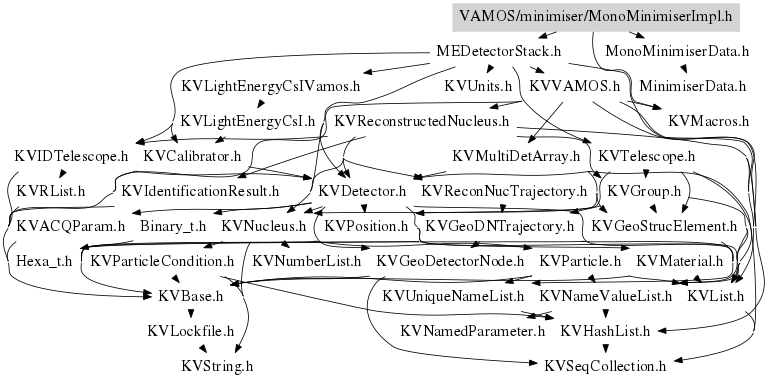 VAMOS/minimiser/MonoMinimiserImpl.h
MEDetectorStack.h MonoMinimiserData.h
KVLightEnergyCsIVamos.h KVUnits.h KVVAMOS.h MinimiserData.h
KVLightEnergyCsI.h KVReconstructedNucleus.h KVMacros.h
KVIDTelescope.h KVCalibrator.h KVMultiDetArray.h KVTelescope.h
KVRList.h KVIdentificationResult.h KVDetector.h KVReconNucTrajectory.h KVGroup.h
KVACQParam.h Binary_t.h KVNucleus.h KVPosition.h KVGeoDNTrajectory.h KVGeoStrucElement.h
Hexa_t.h KVParticleCondition.h KVNumberList.h KVGeoDetectorNode.h KVParticle.h KVMaterial.h
KVBase.h KVUniqueNameList.h KVNameValueList.h KVList.h
KVLockfile.h KVNamedParameter.h KVHashList.h
KVString.h KVSeqCollection.h